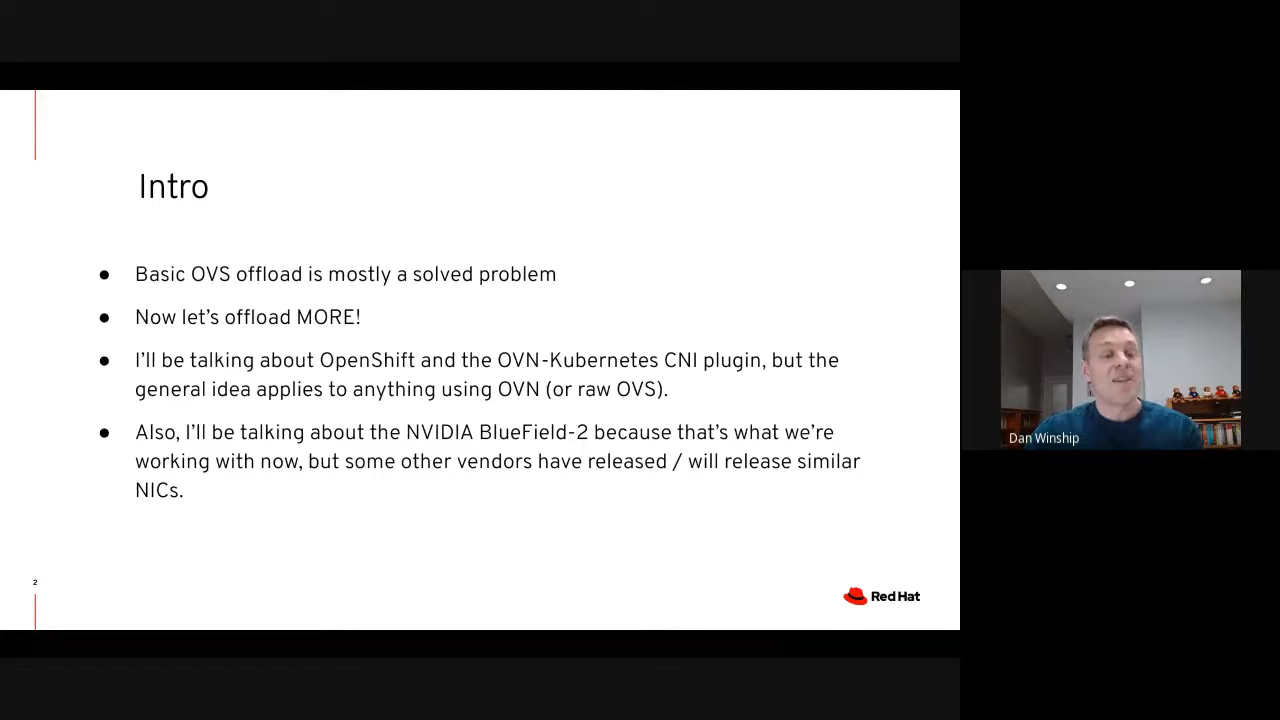 Intro
● Basic OVS offload is mostly a solved problem
● Now let’s offload MORE!
● I’ll be talking about OpenShift and the OVN-Kubernetes CNI plugin, but the
general idea applies to anything using OVN (or raw OVS).
● Also, I’ll be talking about the NVIDIA BlueField-2 because that’s what we’re
working with now, but some other vendors have released / will release similar
NICs.
2
Red Hat
Dan Winship